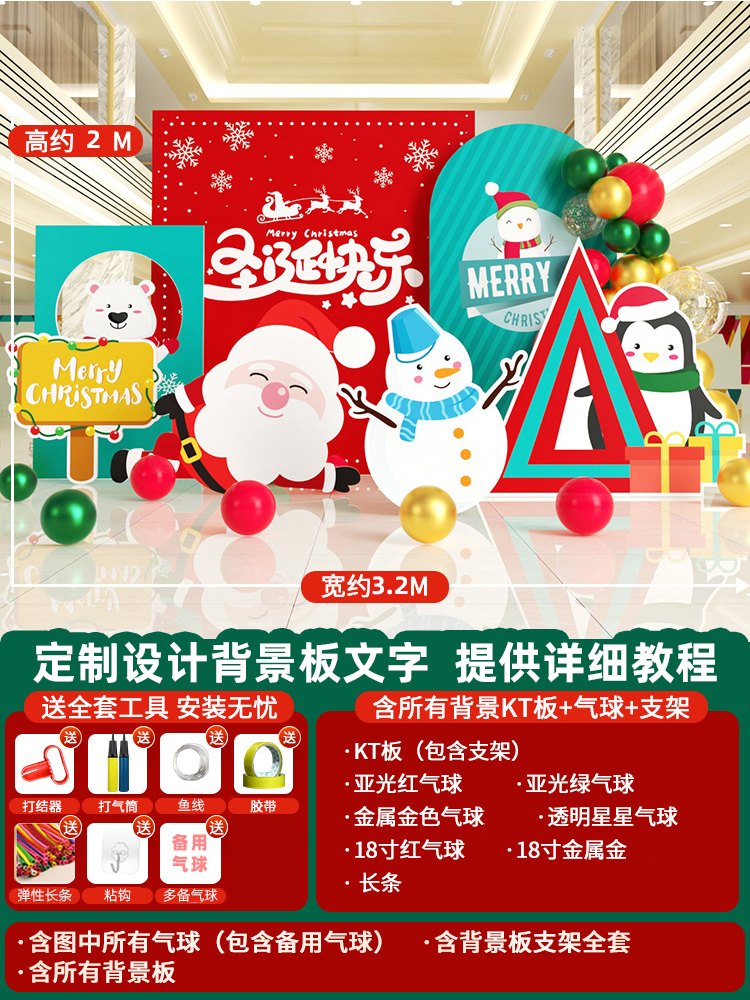 高约 2 M
Merry Christmas
圣诞快乐
MERRY
CHRIST
Merry
CHRISTMAS
宽约3.2M
定制设计背景板文字 提供详细教程
送全套工具 安装无忧
送 送 送 送
打结器 打气筒 鱼线 胶带
送 送 送
备用
气球
弹性长条 粘钩 多备气球
含所有背景KT板+气球+支架
·KT板（包含支架）
·亚光红气球 ·亚光绿气球
·金属金色气球 ·透明星星气球
·18寸红气球 ·18寸金属金
·长条
·含图中所有气球（包含备用气球） ·含背景板支架全套
·含所有背景板